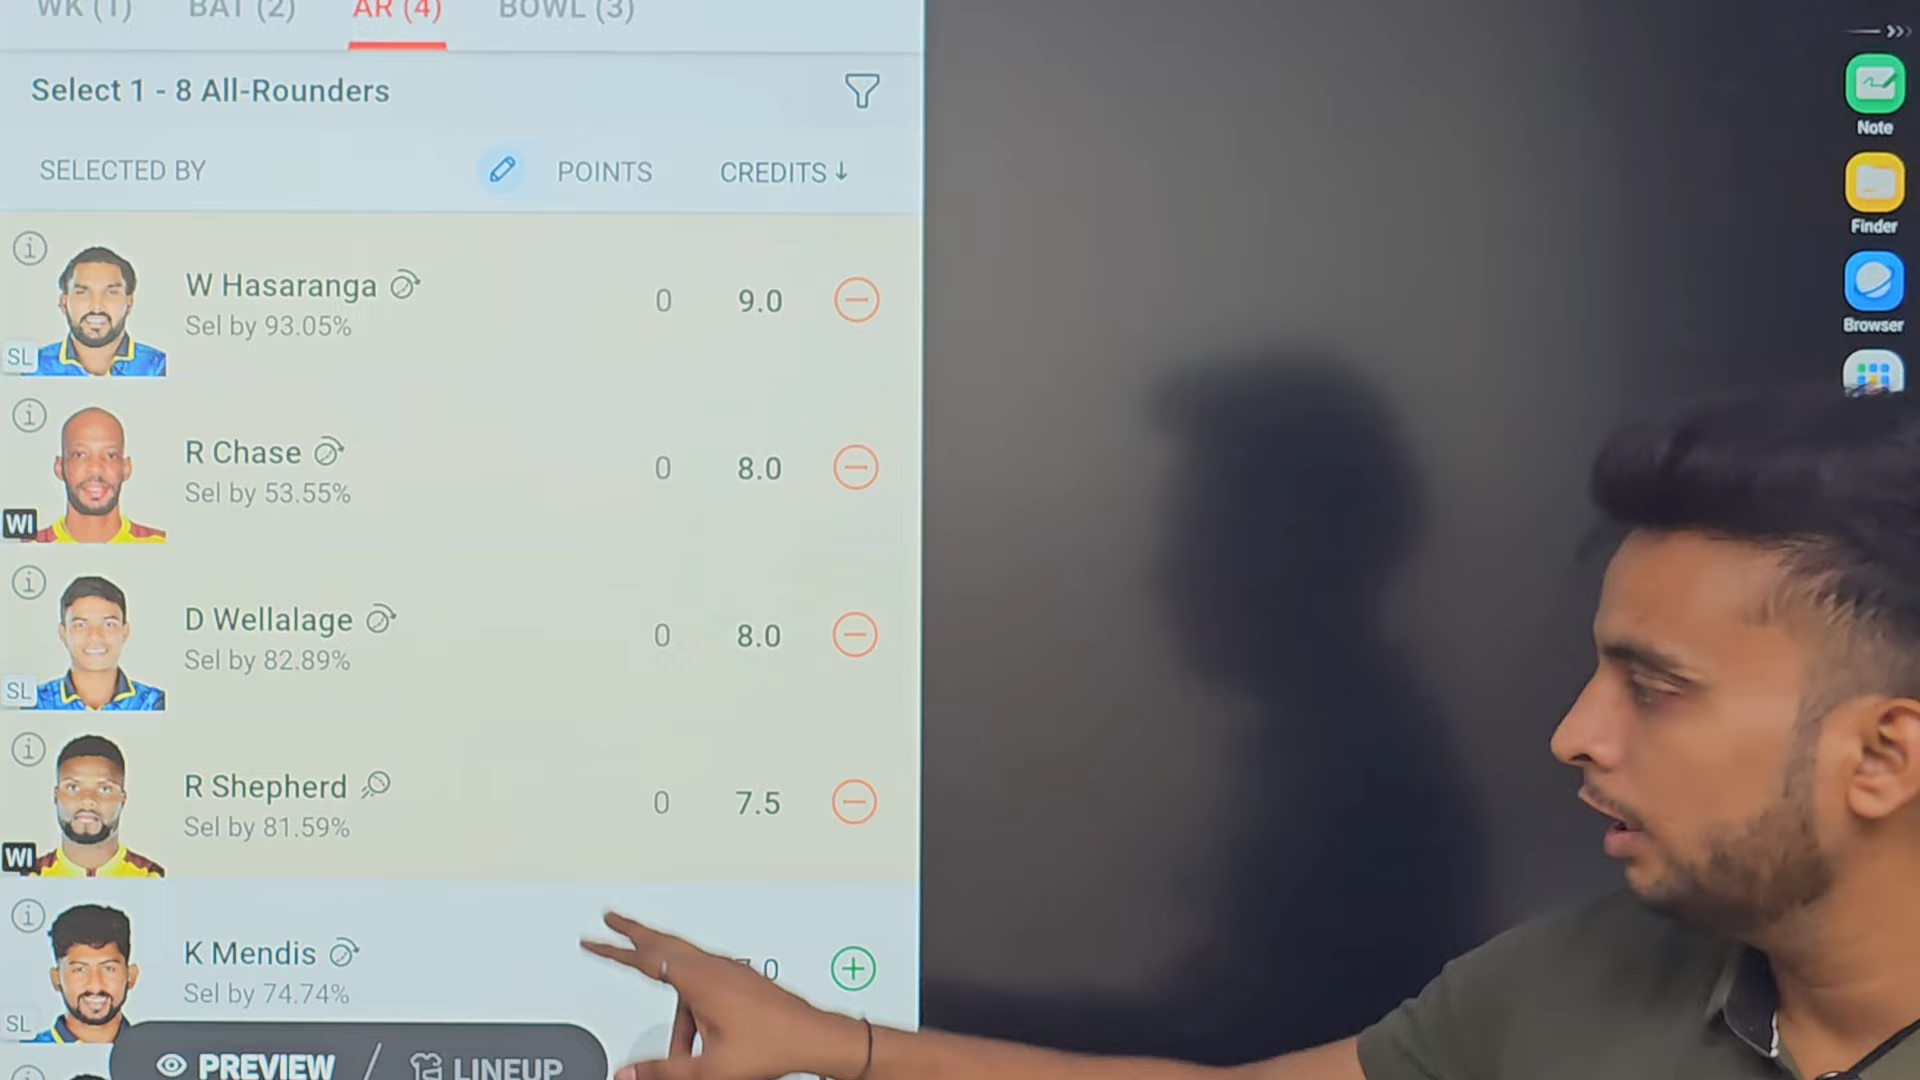 WK (1) BAT (2) AR (4) BOWL (3)
Select 1 - 8 All-Rounders
SELECTED BY POINTS CREDITS ↓
W Hasaranga
Sel by 93.05%
SL
0 9.0
R Chase
Sel by 53.55%
WI
0 8.0
D Wellalage
Sel by 82.89%
SL
0 8.0
R Shepherd
Sel by 81.59%
WI
0 7.5
K Mendis
Sel by 74.74%
SL
PREVIEW / LINEUP
Note
Finder
Browser